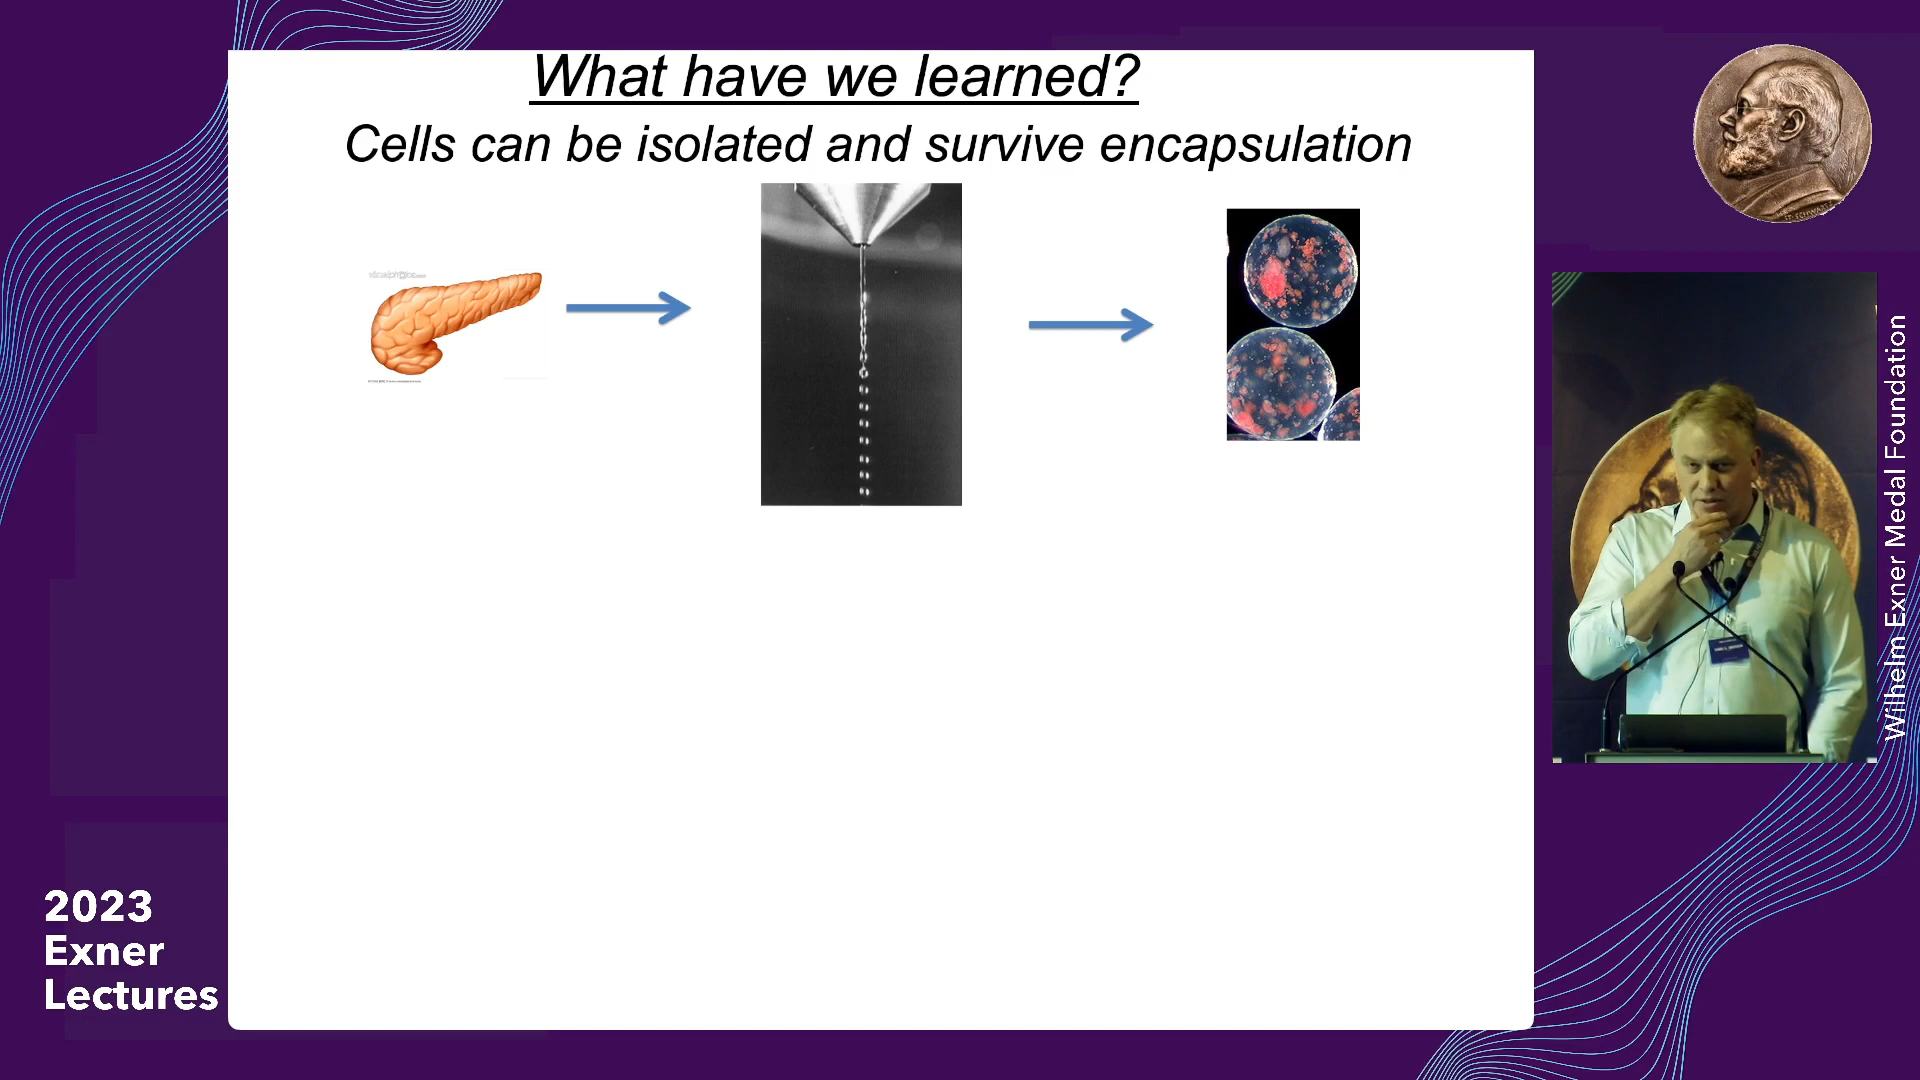 What have we learned?
Cells can be isolated and survive encapsulation
2023
Exner
Lectures
Wilhelm Exner Medal Foundation